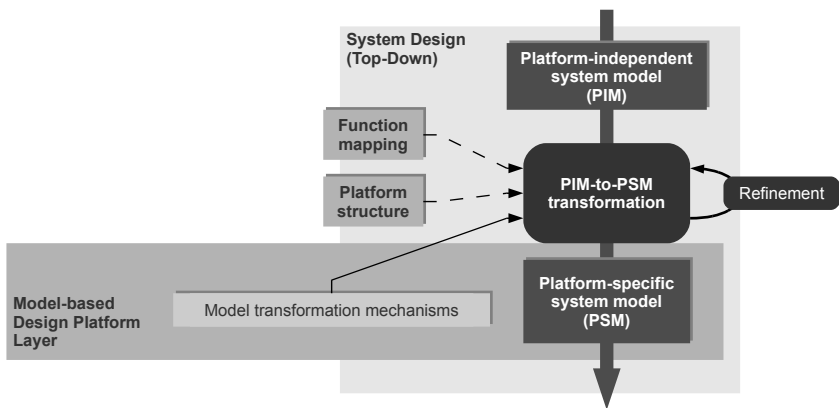 System Design
(Top-Down)
Platform-independent
system model
(PIM)
Function
mapping
Platform
structure
PIM-to-PSM
transformation
Refinement
Model-based
Design Platform
Layer
Model transformation mechanisms
Platform-specific
system model
(PSM)